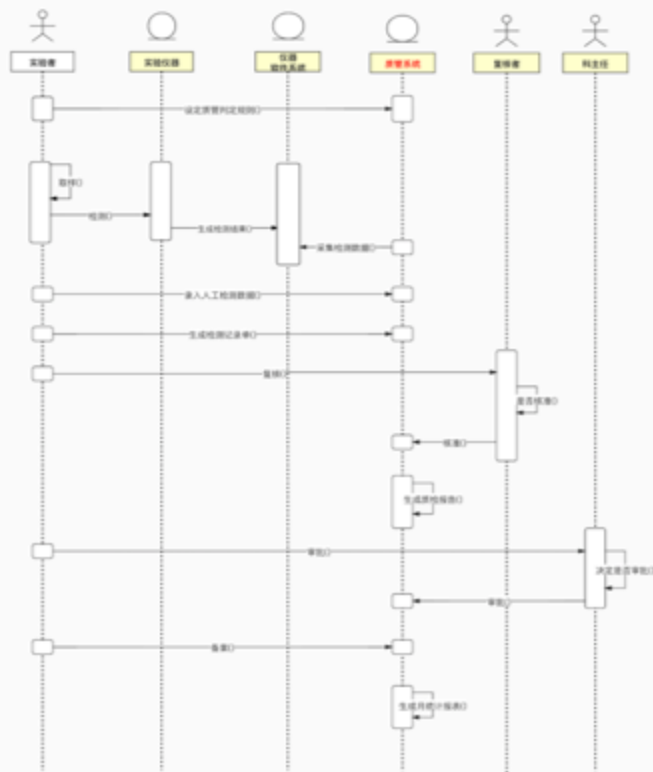 实验者
实验仪器
仪器
软件系统
质管系统
复核者
科主任
设定质管判定规则()
取样()
检测()
生成检测结果()
采集检测数据()
录入人工检测数据()
生成检测记录单()
复核()
是否核准()
核准()
生成质检报告()
审批()
决定是否审批()
审批()
备案()
生成月统计报表()